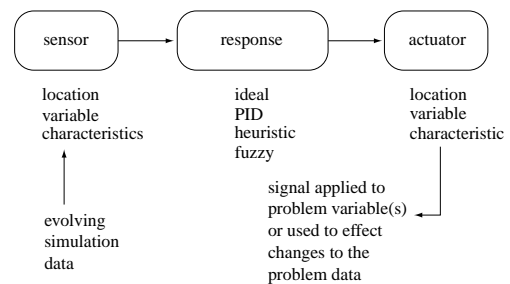 sensor
response
actuator
location
variable
characteristics
ideal
PID
heuristic
fuzzy
location
variable
characteristic
evolving
simulation
data
signal applied to
problem variable(s)
or used to effect
changes to the
problem data